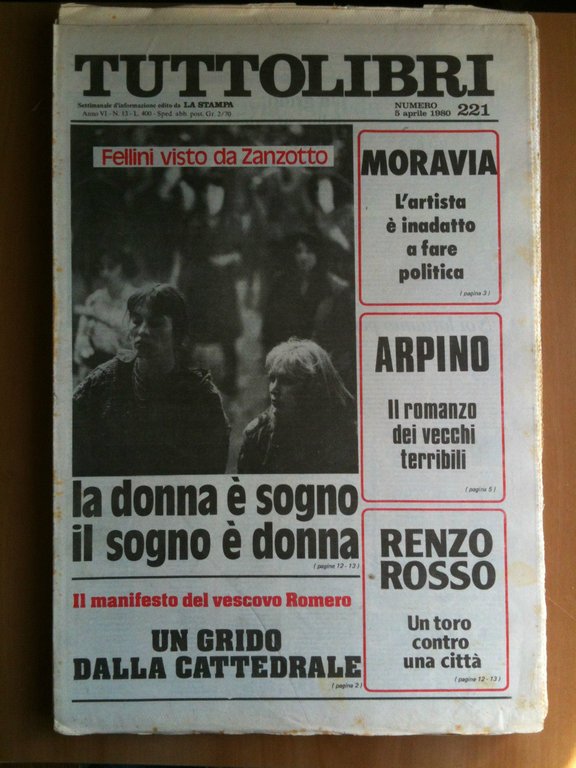 TUTTOLIBRI
Settimanale d'informazione edito da LA STAMPA
Anno VI - N. 13 - L. 400 - Sped. abb. post. Gr. 2/70
NUMERO
5 aprile 1980 221
Fellini visto da Zanzotto
la donna è sogno
il sogno è donna
(pagine 12-13)
Il manifesto del vescovo Romero
UN GRIDO
DALLA CATTEDRALE
(pagina 2)
MORAVIA
L'artista
è inadatto
a fare
politica
(pagina 3)
ARPINO
Il romanzo
dei vecchi
terribili
(pagina 5)
RENZO
ROSSO
Un toro
contro
una città
(pagine 12-13)